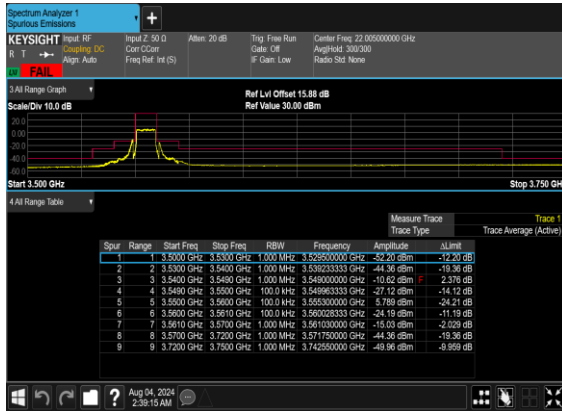 Spectrum Analyzer 1
Spurious Emissions
KEYSIGHT Input: RF Input Z: 50 Ω Atten: 20 dB Trig: Free Run Center Freq: 22.005000000 GHz
R T Coupling: DC Corr CCorr Gate: Off Avg|Hold: 300/300
Align: Auto Freq Ref: Int (S) IF Gain: Low Radio Std: None
LW FAIL
3 All Range Graph
Ref Lvl Offset 15.88 dB
Scale/Div 10.0 dB Ref Value 30.00 dBm
20.0
0.00
-20.0
-40.0
-60.0
Start 3.500 GHz Stop 3.750 GH
4 All Range Table
Measure Trace Trace 1
Trace Type Trace Average (Active)
Spur Range Start Freq Stop Freq RBW Frequency Amplitude ΔLimit
1 1 3.5000 GHz 3.5300 GHz 1.000 MHz 3.529500000 GHz -52.20 dBm -12.20 dB
2 2 3.5300 GHz 3.5400 GHz 1.000 MHz 3.539233333 GHz -44.36 dBm -19.36 dB
3 3 3.5400 GHz 3.5490 GHz 1.000 MHz 3.549000000 GHz -10.62 dBm F 2.376 dB
4 4 3.5490 GHz 3.5500 GHz 100.0 kHz 3.549963333 GHz -27.12 dBm -14.12 dB
5 5 3.5500 GHz 3.5600 GHz 100.0 kHz 3.555300000 GHz 5.789 dBm -24.21 dB
6 6 3.5600 GHz 3.5610 GHz 100.0 kHz 3.560028333 GHz -24.19 dBm -11.19 dB
7 7 3.5610 GHz 3.5700 GHz 1.000 MHz 3.561030000 GHz -15.03 dBm -2.029 dB
8 8 3.5700 GHz 3.7200 GHz 1.000 MHz 3.571750000 GHz -44.36 dBm -19.36 dB
9 9 3.7200 GHz 3.7500 GHz 1.000 MHz 3.742550000 GHz -49.96 dBm -9.959 dB
Aug 04, 2024
2:39:15 AM